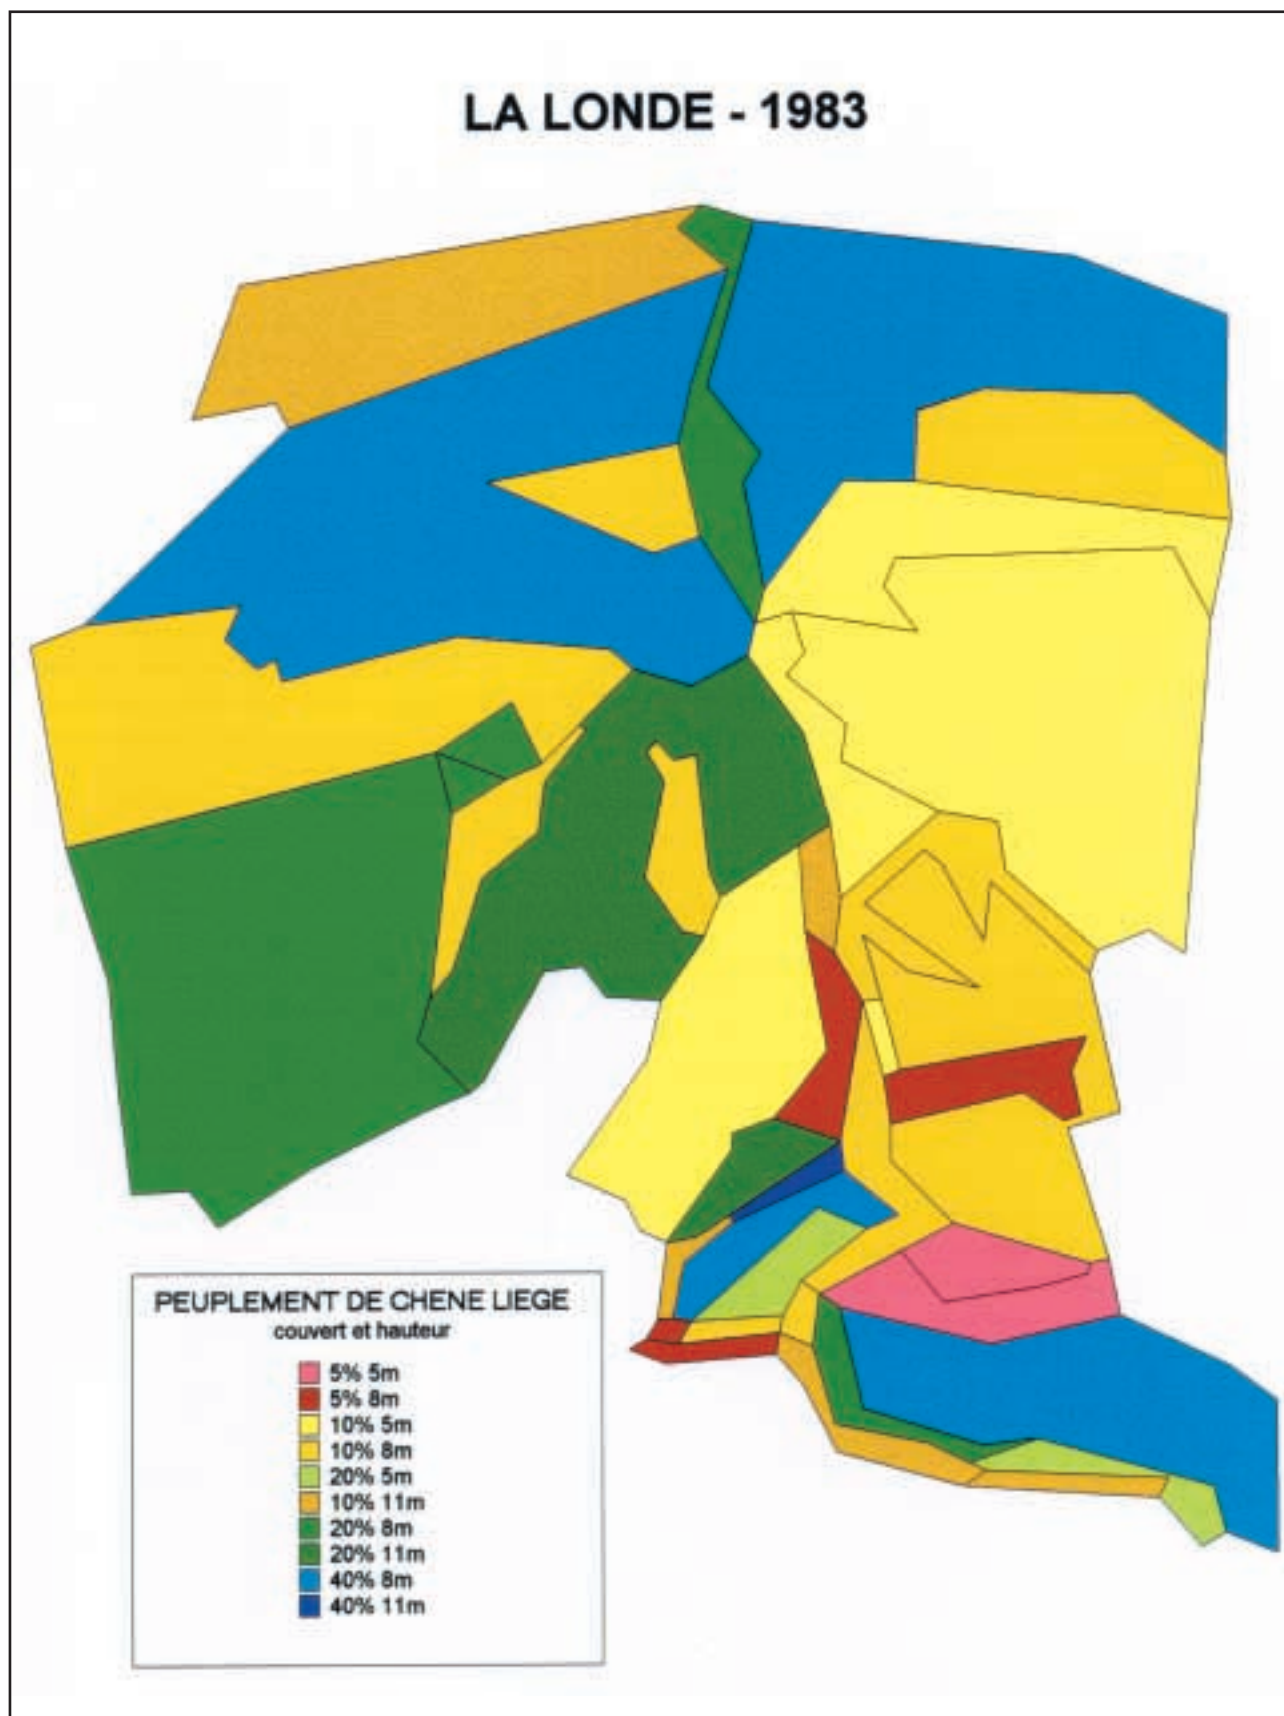 LA LONDE - 1983
PEUPLEMENT DE CHENE LIEGE
couvert et hauteur
5% 5m
5% 8m
10% 5m
10% 8m
20% 5m
10% 11m
20% 8m
20% 11m
40% 8m
40% 11m